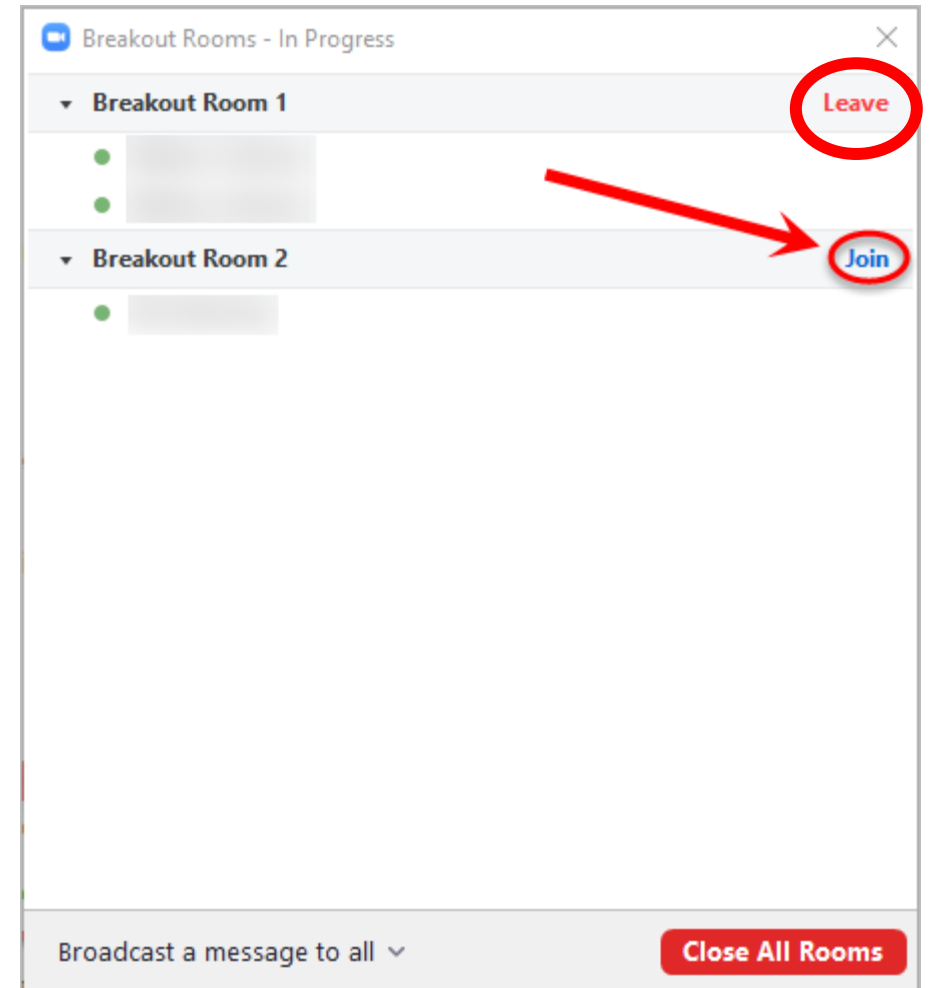 Breakout Rooms - In Progress
Breakout Room 1 Leave
Breakout Room 2 Join
Broadcast a message to all Close All Rooms